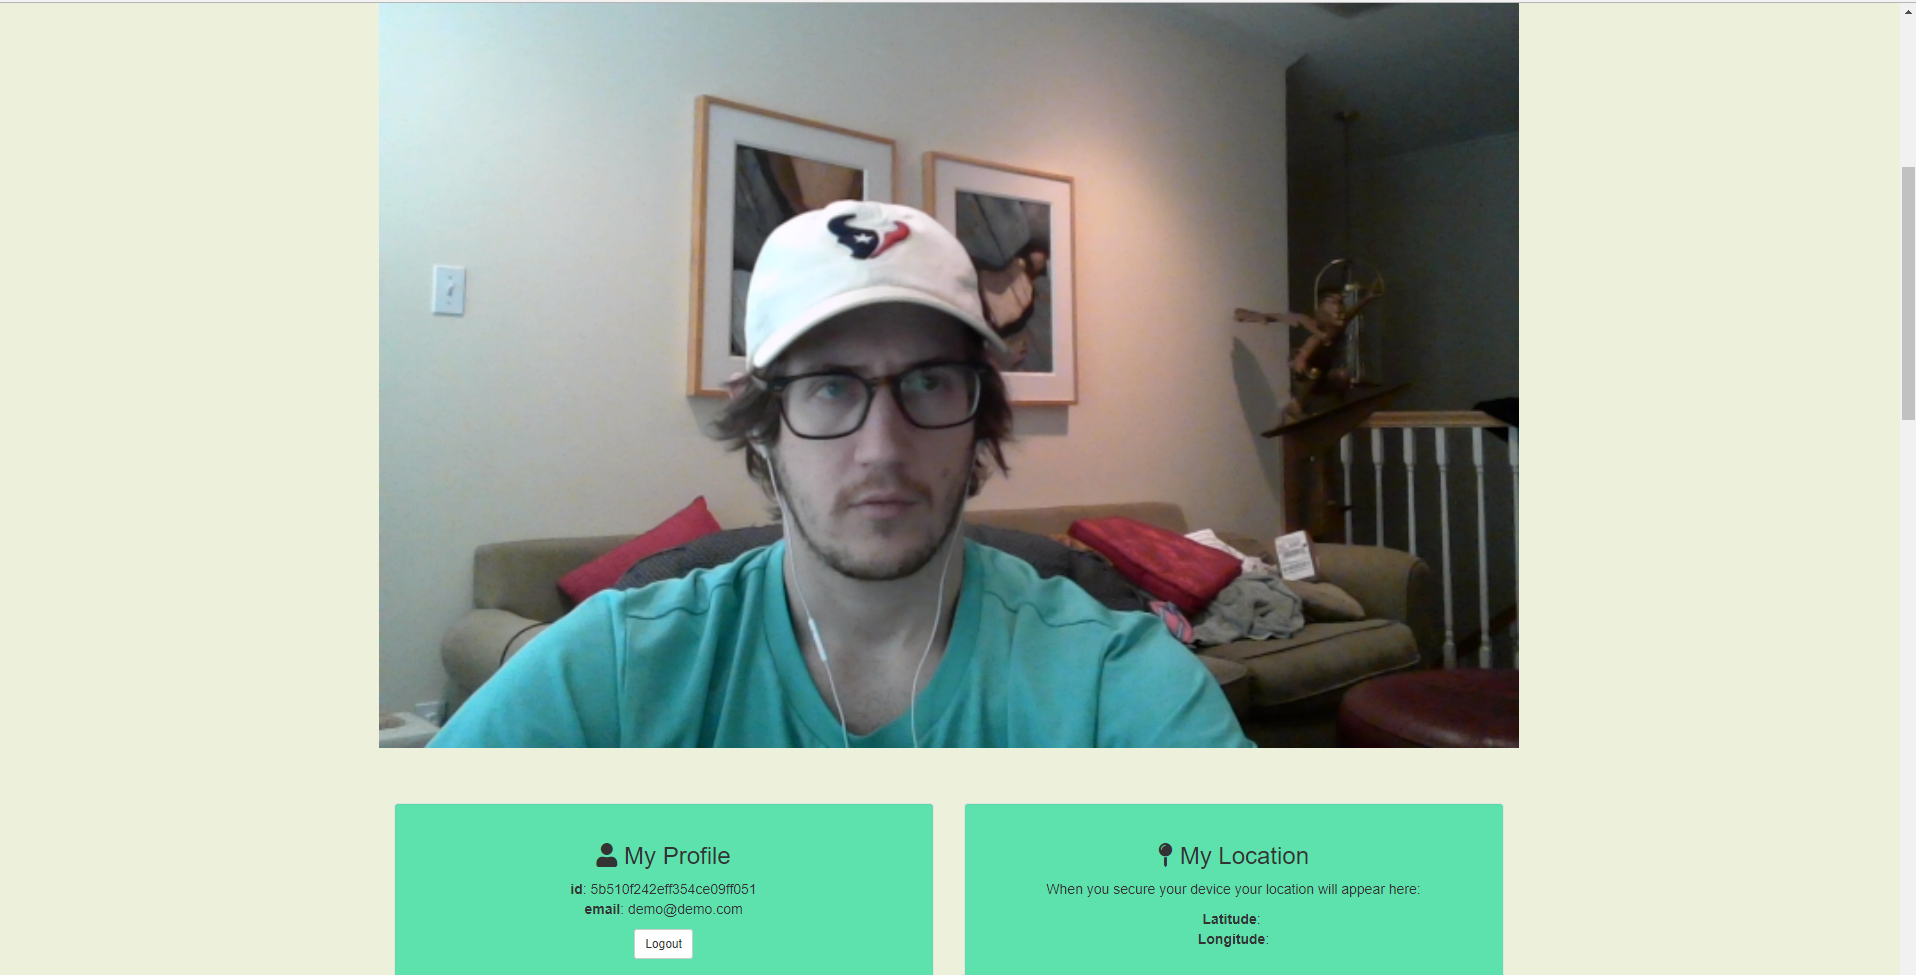 My Profile
id: 5b510f242eff354ce09ff051
email: demo@demo.com
Logout
My Location
When you secure your device your location will appear here:
Latitude:
Longitude: